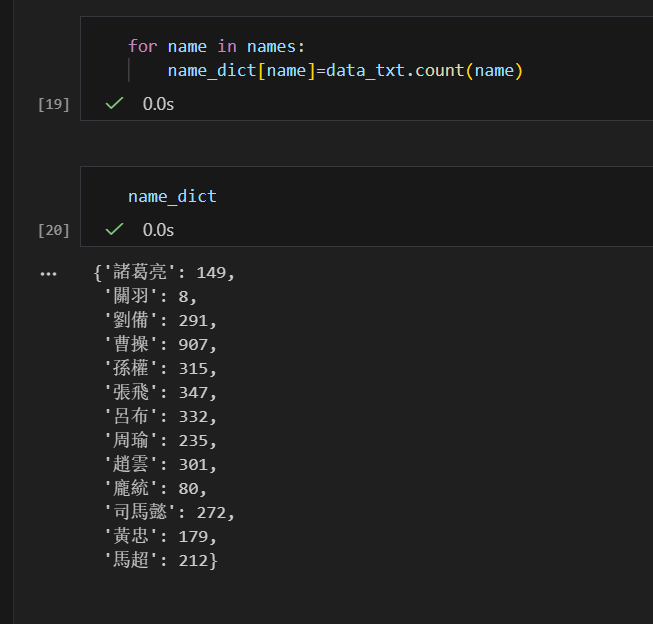 for name in names:
    name_dict[name]=data_txt.count(name)
[19] ✓ 0.0s
name_dict
[20] ✓ 0.0s
... {'諸葛亮': 149,
'關羽': 8,
'劉備': 291,
'曹操': 907,
'孫權': 315,
'張飛': 347,
'呂布': 332,
'周瑜': 235,
'趙雲': 301,
'龐統': 80,
'司馬懿': 272,
'黃忠': 179,
'馬超': 212}